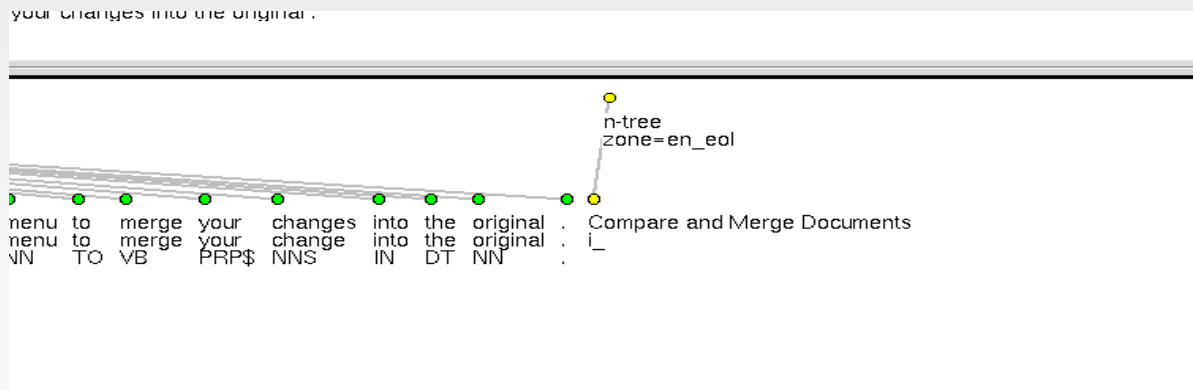 your changes into the original .
n-tree
zone=en_eol
menu to merge your changes into the original . Compare and Merge Documents
menu to merge your change into the original . i_
NN TO VB PRP$ NNS IN DT NN .